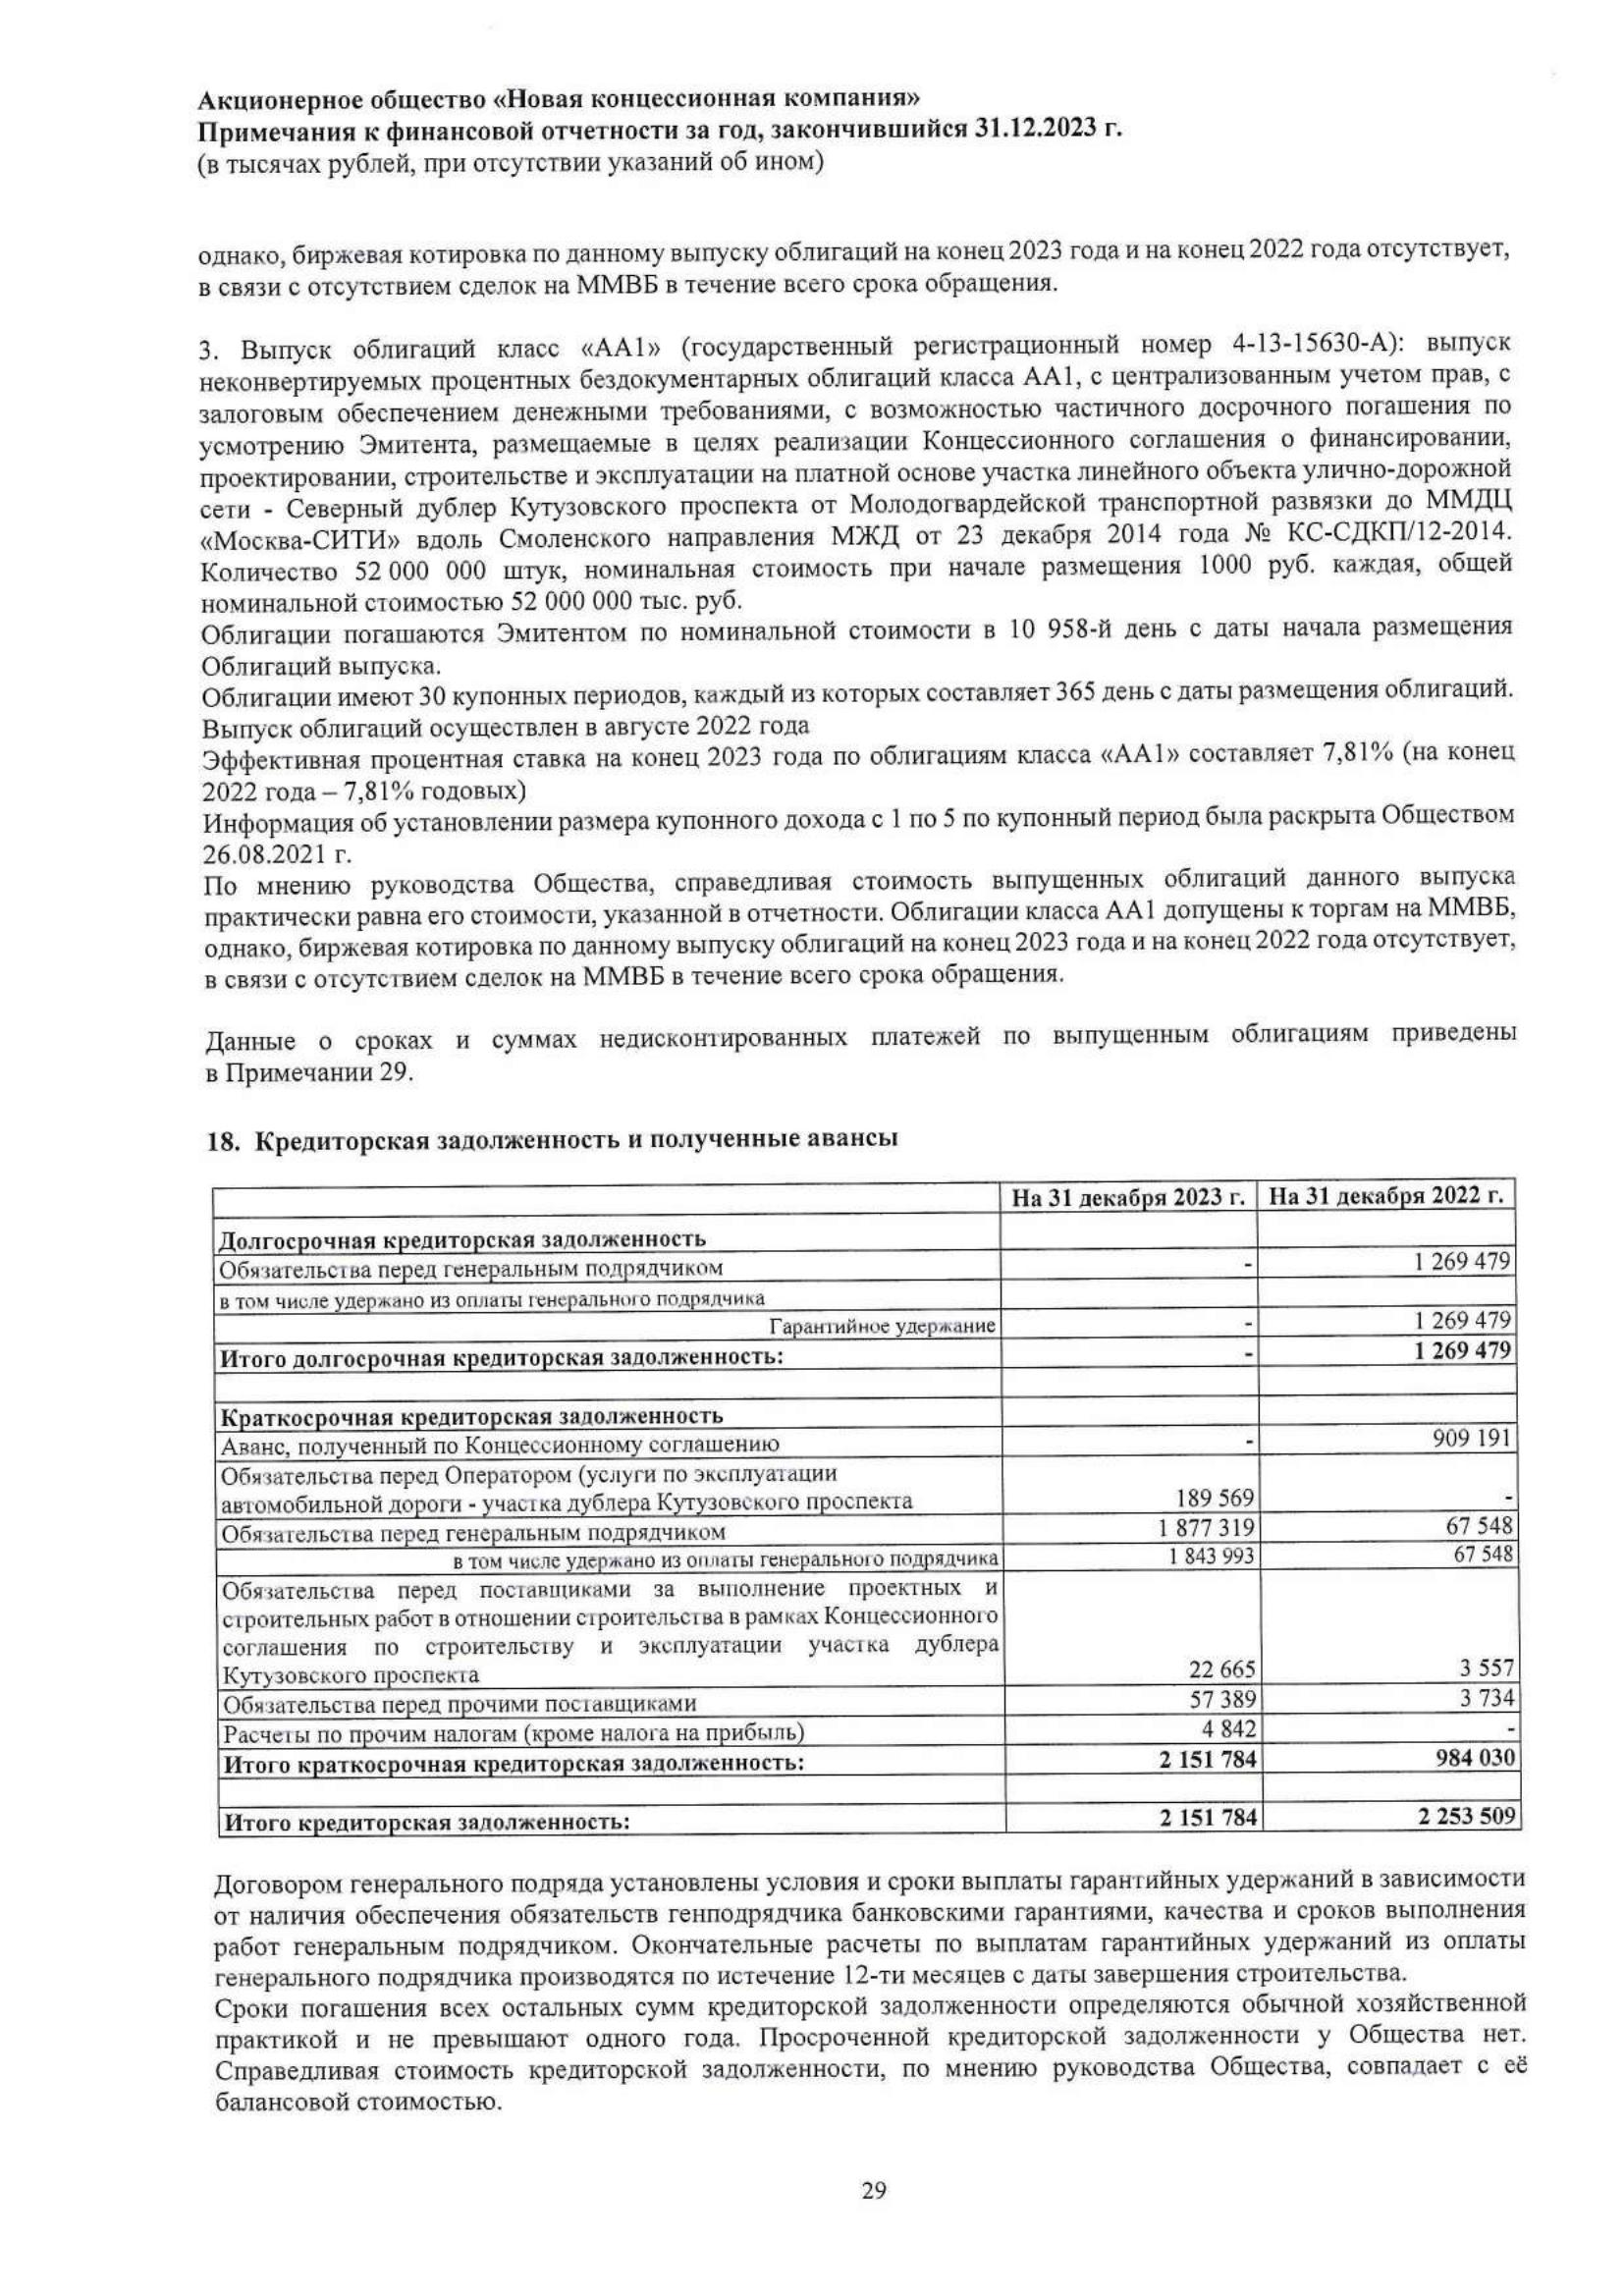 Акционерное общество «Новая концессионная компания»
Примечания к финансовой отчетности за год, закончившийся 31.12.2023 г.
(в тысячах рублей, при отсутствии указаний об ином)
однако, биржевая котировка по данному выпуску облигаций на конец 2023 года и на конец 2022 года отсутствует,
в связи с отсутствием сделок на ММВБ в течение всего срока обращения.
3. Выпуск облигаций класс «АА1» (государственный регистрационный номер 4-13-15630-А): выпуск
неконвертируемых процентных бездокументарных облигаций класса АА1, с централизованным учетом прав, с
залоговым обеспечением денежными требованиями, с возможностью частичного досрочного погашения по
усмотрению Эмитента, размещаемые в целях реализации Концессионного соглашения о финансировании,
проектировании, строительстве и эксплуатации на платной основе участка линейного объекта улично-дорожной
сети - Северный дублер Кутузовского проспекта от Молодогвардейской транспортной развязки до ММДЦ
«Москва-СИТИ» вдоль Смоленского направления МЖД от 23 декабря 2014 года № КС-СДКП/12-2014.
Количество 52 000 000 штук, номинальная стоимость при начале размещения 1000 руб. каждая, общей
номинальной стоимостью 52 000 000 тыс. руб.
Облигации погашаются Эмитентом по номинальной стоимости в 10 958-й день с даты начала размещения
Облигаций выпуска.
Облигации имеют 30 купонных периодов, каждый из которых составляет 365 день с даты размещения облигаций.
Выпуск облигаций осуществлен в августе 2022 года
Эффективная процентная ставка на конец 2023 года по облигациям класса «АА1» составляет 7,81% (на конец
2022 года – 7,81% годовых)
Информация об установлении размера купонного дохода с 1 по 5 по купонный период была раскрыта Обществом
26.08.2021 г.
По мнению руководства Общества, справедливая стоимость выпущенных облигаций данного выпуска
практически равна его стоимости, указанной в отчетности. Облигации класса АА1 допущены к торгам на ММВБ,
однако, биржевая котировка по данному выпуску облигаций на конец 2023 года и на конец 2022 года отсутствует,
в связи с отсутствием сделок на ММВБ в течение всего срока обращения.
Данные о сроках и суммах недисконтированных платежей по выпущенным облигациям приведены
в Примечании 29.
18. Кредиторская задолженность и полученные авансы
На 31 декабря 2023 г. На 31 декабря 2022 г.
Долгосрочная кредиторская задолженность
Обязательства перед генеральным подрядчиком - 1 269 479
в том числе удержано из оплаты генерального подрядчика
Гарантийное удержание - 1 269 479
Итого долгосрочная кредиторская задолженность: - 1 269 479
Краткосрочная кредиторская задолженность
Аванс, полученный по Концессионному соглашению - 909 191
Обязательства перед Оператором (услуги по эксплуатации
автомобильной дороги - участка дублера Кутузовского проспекта 189 569 -
Обязательства перед генеральным подрядчиком 1 877 319 67 548
в том числе удержано из оплаты генерального подрядчика 1 843 993 67 548
Обязательства перед поставщиками за выполнение проектных и
строительных работ в отношении строительства в рамках Концессионного
соглашения по строительству и эксплуатации участка дублера
Кутузовского проспекта 22 665 3 557
Обязательства перед прочими поставщиками 57 389 3 734
Расчеты по прочим налогам (кроме налога на прибыль) 4 842 -
Итого краткосрочная кредиторская задолженность: 2 151 784 984 030
Итого кредиторская задолженность: 2 151 784 2 253 509
Договором генерального подряда установлены условия и сроки выплаты гарантийных удержаний в зависимости
от наличия обеспечения обязательств генподрядчика банковскими гарантиями, качества и сроков выполнения
работ генеральным подрядчиком. Окончательные расчеты по выплатам гарантийных удержаний из оплаты
генерального подрядчика производятся по истечение 12-ти месяцев с даты завершения строительства.
Сроки погашения всех остальных сумм кредиторской задолженности определяются обычной хозяйственной
практикой и не превышают одного года. Просроченной кредиторской задолженности у Общества нет.
Справедливая стоимость кредиторской задолженности, по мнению руководства Общества, совпадает с её
балансовой стоимостью.
29